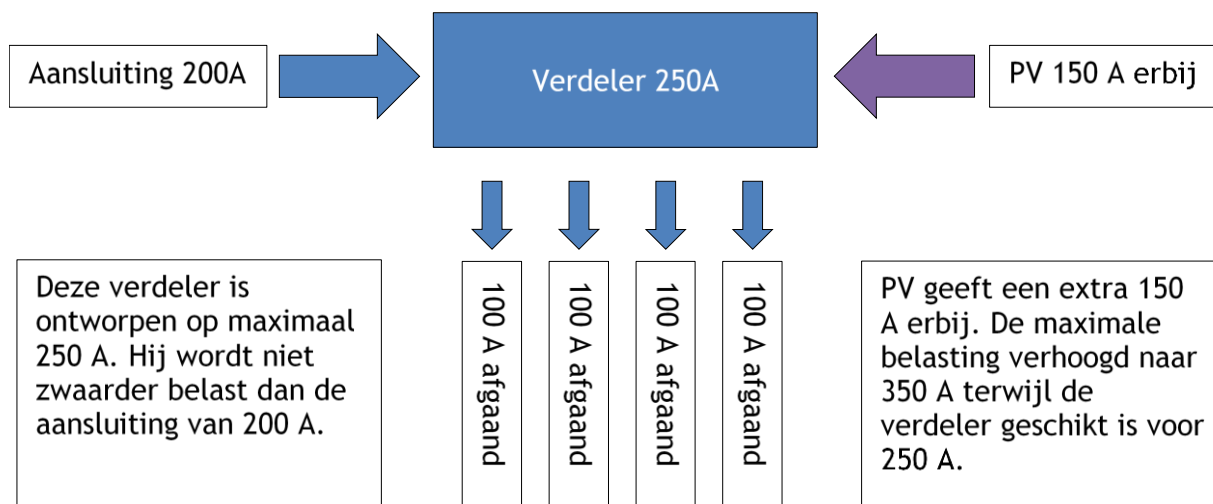 Aansluiting 200A
Verdeler 250A
PV 150 A erbij
Deze verdeler is
ontworpen op maximaal
250 A. Hij wordt niet
zwaarder belast dan de
aansluiting van 200 A.
100 A afgaand
100 A afgaand
100 A afgaand
100 A afgaand
PV geeft een extra 150
A erbij. De maximale
belasting verhoogd naar
350 A terwijl de
verdeler geschikt is voor
250 A.